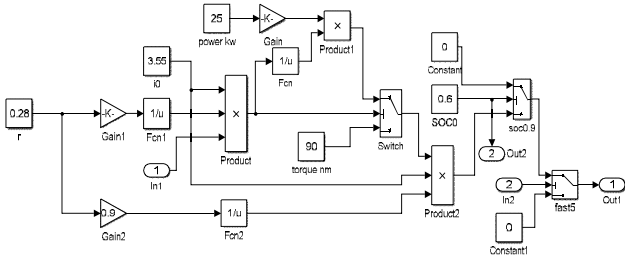 25
-K-
power kw
Gain
×
Product1
1/u
Fcn
3.55
i0
0
Constant
0.28
r
-K-
Gain1
1/u
Fcn1
×
Product
0.6
SOC0
soc0.9
Switch
90
torque nm
1
In1
2
Out2
×
Product2
2
In2
fast5
1
Out1
0.9
Gain2
1/u
Fcn2
0
Constant1